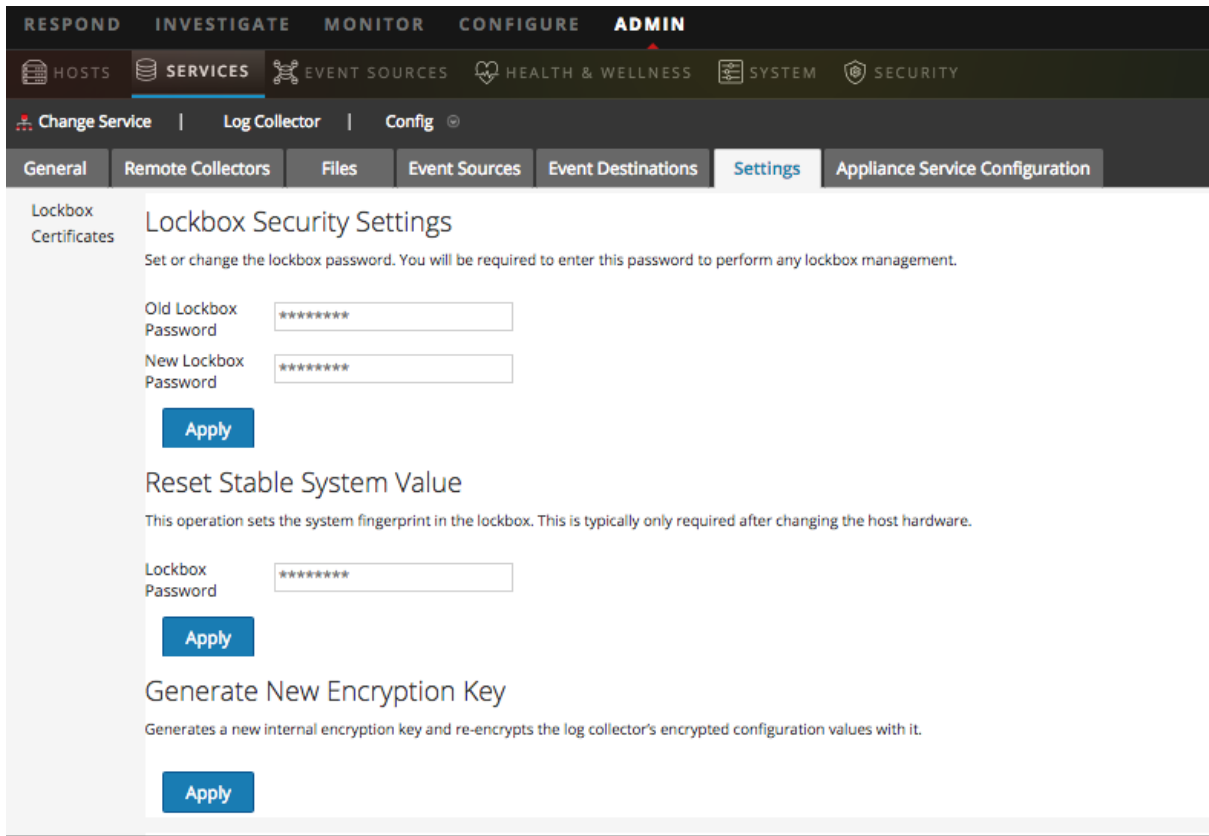 RESPOND INVESTIGATE MONITOR CONFIGURE ADMIN
HOSTS SERVICES EVENT SOURCES HEALTH & WELLNESS SYSTEM SECURITY
Change Service | Log Collector | Config
General Remote Collectors Files Event Sources Event Destinations Settings Appliance Service Configuration
Lockbox
Certificates
Lockbox Security Settings
Set or change the lockbox password. You will be required to enter this password to perform any lockbox management.
Old Lockbox
Password
********
New Lockbox
Password
********
Apply
Reset Stable System Value
This operation sets the system fingerprint in the lockbox. This is typically only required after changing the host hardware.
Lockbox
Password
********
Apply
Generate New Encryption Key
Generates a new internal encryption key and re-encrypts the log collector's encrypted configuration values with it.
Apply